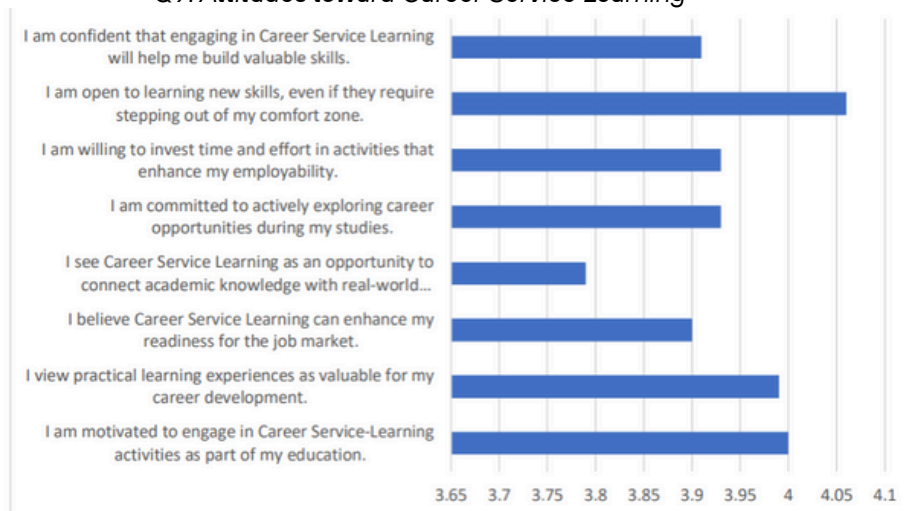 Attitudes toward Career Service Learning
I am confident that engaging in Career Service Learning
will help me build valuable skills.
I am open to learning new skills, even if they require
stepping out of my comfort zone.
I am willing to invest time and effort in activities that
enhance my employability.
I am committed to actively exploring career
opportunities during my studies.
I see Career Service Learning as an opportunity to
connect academic knowledge with real-world...
I believe Career Service Learning can enhance my
readiness for the job market.
I view practical learning experiences as valuable for my
career development.
I am motivated to engage in Career Service-Learning
activities as part of my education.
3.65 3.7 3.75 3.8 3.85 3.9 3.95 4 4.05 4.1